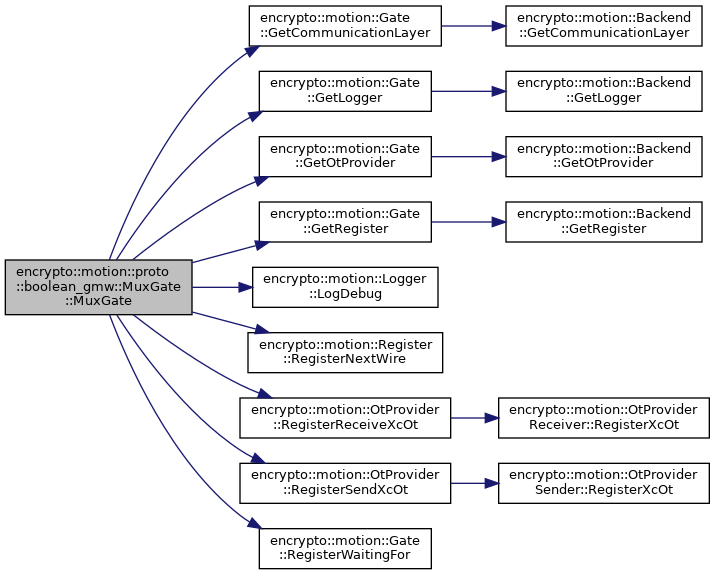 encrypto::motion::proto
::boolean_gmw::MuxGate
::MuxGate
encrypto::motion::Gate
::GetCommunicationLayer
encrypto::motion::Backend
::GetCommunicationLayer
encrypto::motion::Gate
::GetLogger
encrypto::motion::Backend
::GetLogger
encrypto::motion::Gate
::GetOtProvider
encrypto::motion::Backend
::GetOtProvider
encrypto::motion::Gate
::GetRegister
encrypto::motion::Backend
::GetRegister
encrypto::motion::Logger
::LogDebug
encrypto::motion::Register
::RegisterNextWire
encrypto::motion::OtProvider
::RegisterReceiveXcOt
encrypto::motion::OtProvider
Receiver::RegisterXcOt
encrypto::motion::OtProvider
::RegisterSendXcOt
encrypto::motion::OtProvider
Sender::RegisterXcOt
encrypto::motion::Gate
::RegisterWaitingFor